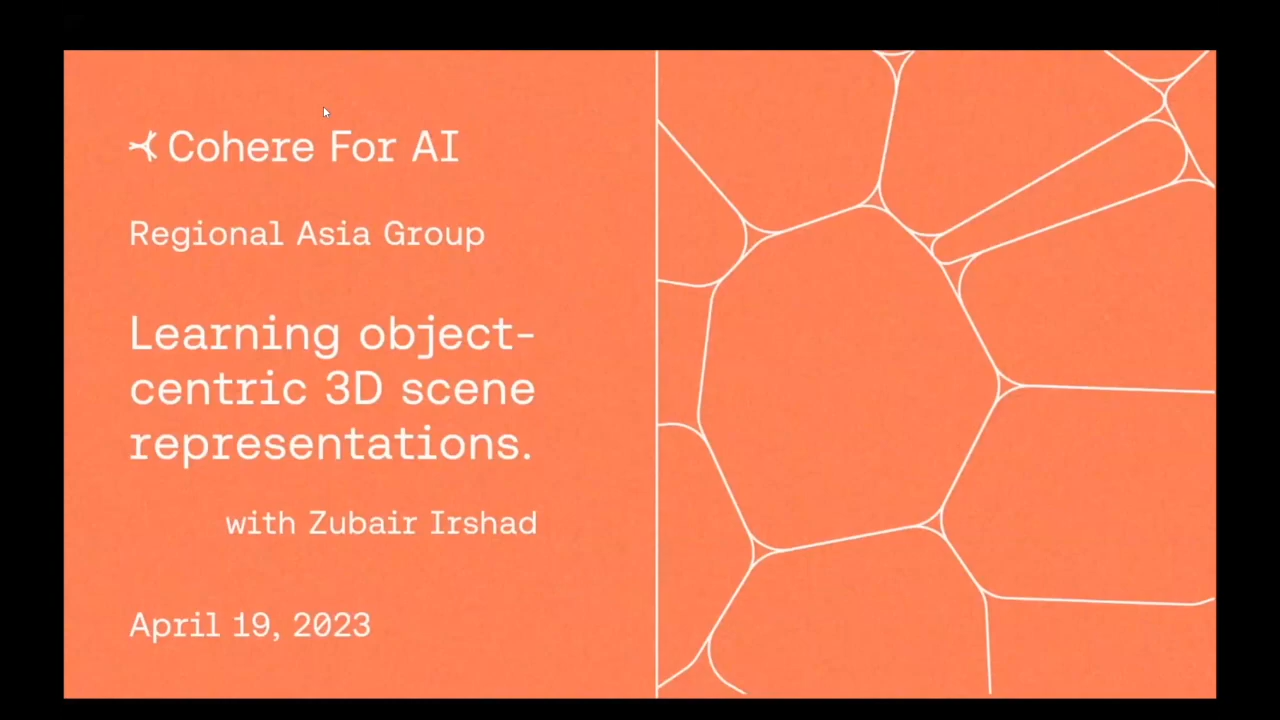 Cohere For AI
Regional Asia Group
Learning object-
centric 3D scene
representations.
with Zubair Irshad
April 19, 2023